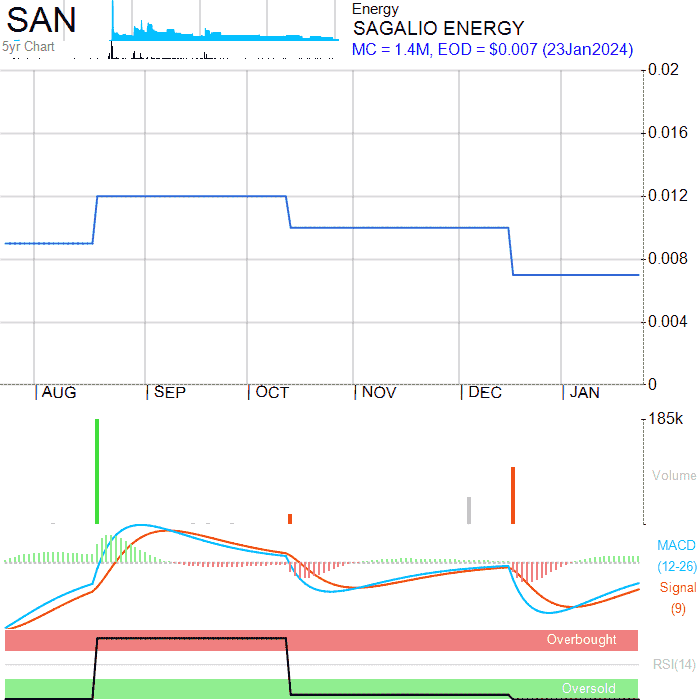 SAN
5yr Chart
Energy
SAGALIO ENERGY
MC = 1.4M, EOD = $0.007 (23Jan2024)
0.02
0.016
0.012
0.008
0.004
0
AUG SEP OCT NOV DEC JAN
185k
Volume
MACD
(12-26)
Signal
(9)
Overbought
RSI(14)
Oversold